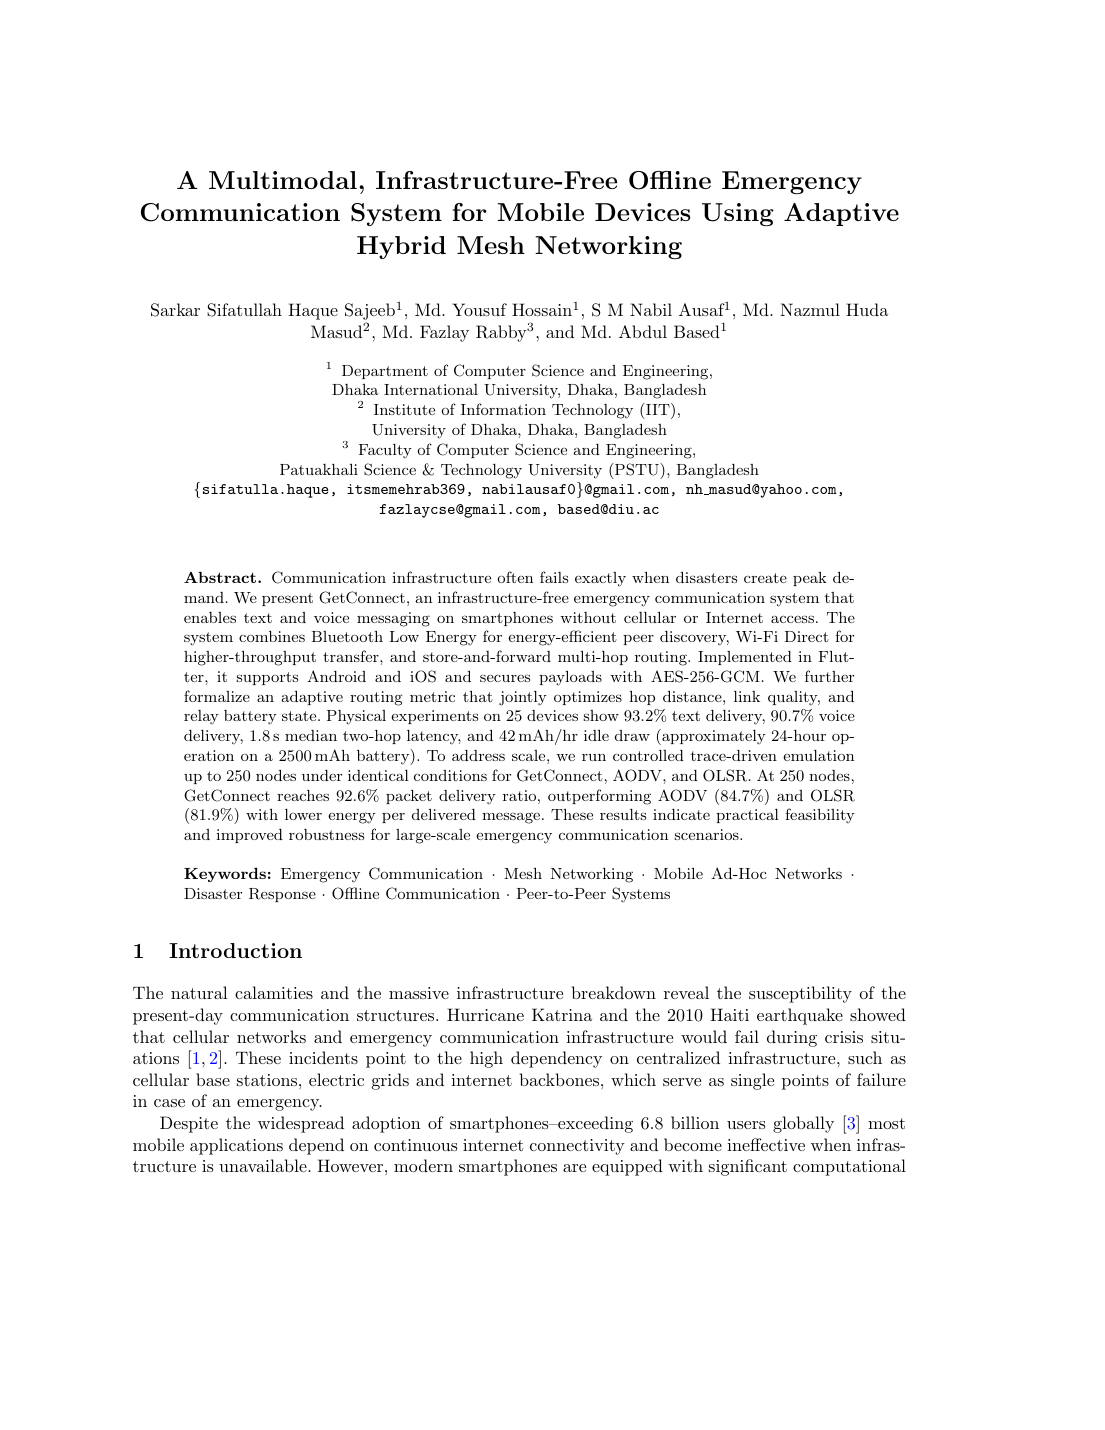 A Multimodal, Infrastructure-Free Offline Emergency
Communication System for Mobile Devices Using Adaptive
Hybrid Mesh Networking
Sarkar Sifatullah Haque Sajeeb1, Md. Yousuf Hossain1, S M Nabil Ausaf1, Md. Nazmul Huda
Masud2, Md. Fazlay Rabby3, and Md. Abdul Based1
1 Department of Computer Science and Engineering,
Dhaka International University, Dhaka, Bangladesh
2 Institute of Information Technology (IIT),
University of Dhaka, Dhaka, Bangladesh
3 Faculty of Computer Science and Engineering,
Patuakhali Science & Technology University (PSTU), Bangladesh
{sifatulla.haque, itsmemehrab369, nabilausaf0}@gmail.com, nh_masud@yahoo.com,
fazlaycse@gmail.com, based@diu.ac
Abstract. Communication infrastructure often fails exactly when disasters create peak de-
mand. We present GetConnect, an infrastructure-free emergency communication system that
enables text and voice messaging on smartphones without cellular or Internet access. The
system combines Bluetooth Low Energy for energy-efficient peer discovery, Wi-Fi Direct for
higher-throughput transfer, and store-and-forward multi-hop routing. Implemented in Flut-
ter, it supports Android and iOS and secures payloads with AES-256-GCM. We further
formalize an adaptive routing metric that jointly optimizes hop distance, link quality, and
relay battery state. Physical experiments on 25 devices show 93.2% text delivery, 90.7% voice
delivery, 1.8 s median two-hop latency, and 42 mAh/hr idle draw (approximately 24-hour op-
eration on a 2500 mAh battery). To address scale, we run controlled trace-driven emulation
up to 250 nodes under identical conditions for GetConnect, AODV, and OLSR. At 250 nodes,
GetConnect reaches 92.6% packet delivery ratio, outperforming AODV (84.7%) and OLSR
(81.9%) with lower energy per delivered message. These results indicate practical feasibility
and improved robustness for large-scale emergency communication scenarios.
Keywords: Emergency Communication · Mesh Networking · Mobile Ad-Hoc Networks ·
Disaster Response · Offline Communication · Peer-to-Peer Systems
1 Introduction
The natural calamities and the massive infrastructure breakdown reveal the susceptibility of the
present-day communication structures. Hurricane Katrina and the 2010 Haiti earthquake showed
that cellular networks and emergency communication infrastructure would fail during crisis situ-
ations [1, 2]. These incidents point to the high dependency on centralized infrastructure, such as
cellular base stations, electric grids and internet backbones, which serve as single points of failure
in case of an emergency.
Despite the widespread adoption of smartphones–exceeding 6.8 billion users globally [3] most
mobile applications depend on continuous internet connectivity and become ineffective when infras-
tructure is unavailable. However, modern smartphones are equipped with significant computational